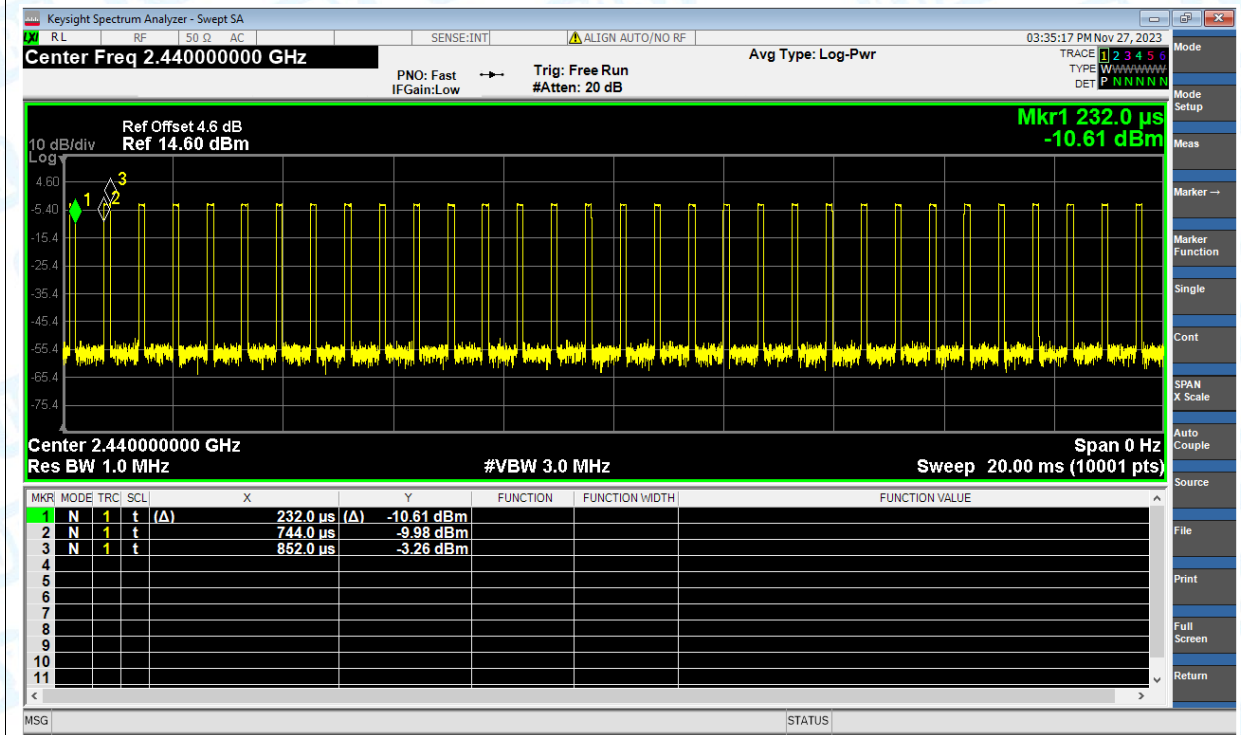 Keysight Spectrum Analyzer - Swept SA
LXI RL RF 50 Ω AC SENSE:INT ALIGN AUTO/NO RF 03:35:17 PM Nov 27, 2023
Center Freq 2.440000000 GHz
Avg Type: Log-Pwr
TRACE 1 2 3 4 5 6
TYPE W
DET P N N N N N
PNO: Fast
IFGain:Low
Trig: Free Run
#Atten: 20 dB
Mkr1 232.0 µs
-10.61 dBm
Ref Offset 4.6 dB
10 dB/div Ref 14.60 dBm
Log
4.60
-5.40
-15.4
-25.4
-35.4
-45.4
-55.4
-65.4
-75.4
1
2
3
Center 2.440000000 GHz Span 0 Hz
Res BW 1.0 MHz #VBW 3.0 MHz Sweep 20.00 ms (10001 pts)
MKR MODE TRC SCL X Y FUNCTION FUNCTION WIDTH FUNCTION VALUE
1 N 1 t (Δ) 232.0 µs (Δ) -10.61 dBm
2 N 1 t 744.0 µs -9.98 dBm
3 N 1 t 852.0 µs -3.26 dBm
4
5
6
7
8
9
10
11
MSG STATUS
Mode
Mode
Setup
Meas
Marker →
Marker
Function
Single
Cont
SPAN
X Scale
Auto
Couple
Source
File
Print
Full
Screen
Return